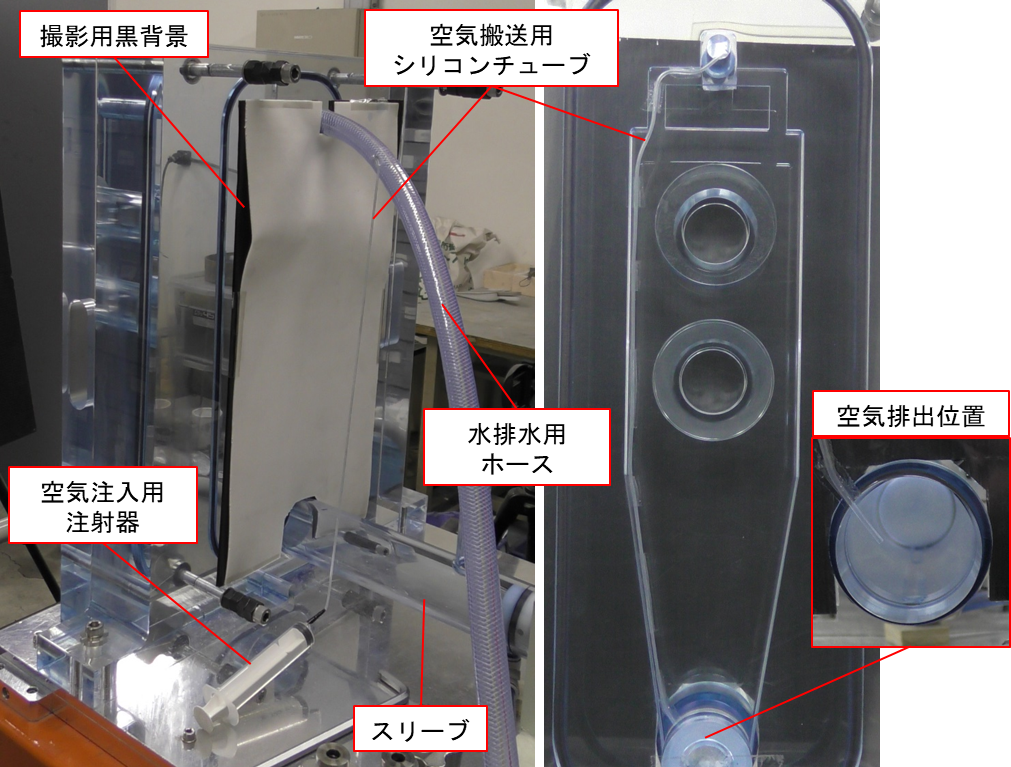 撮影用黒背景
空気搬送用
シリコンチューブ
水排水用
ホース
空気排出位置
空気注入用
注射器
スリーブ